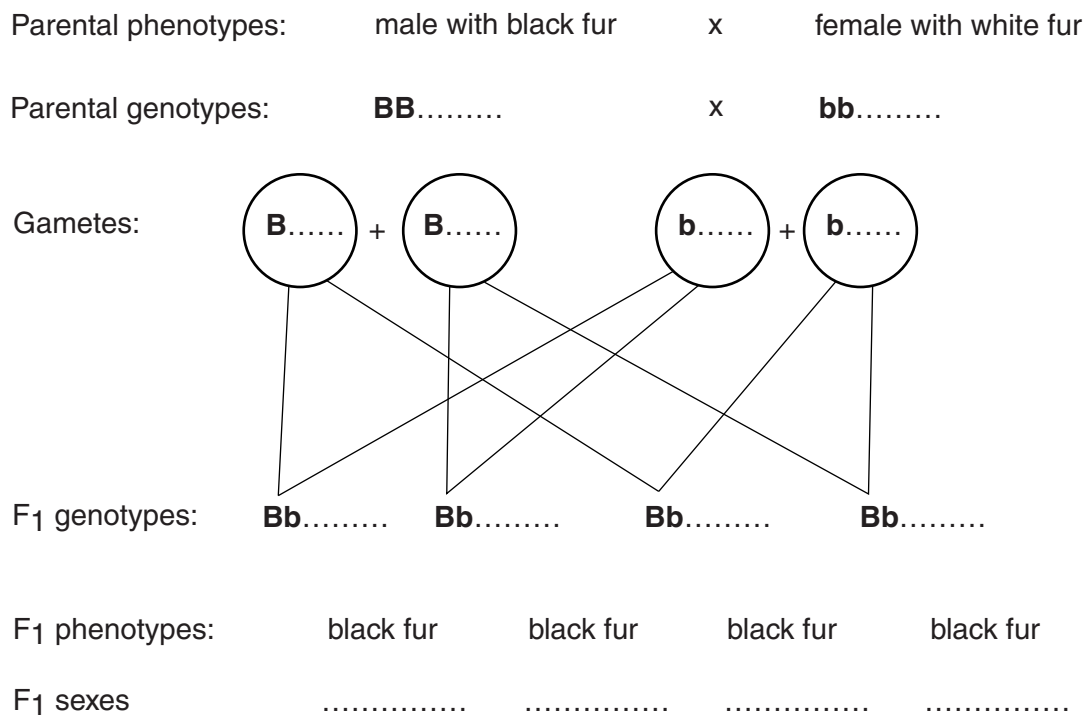 Parental phenotypes: male with black fur x female with white fur
Parental genotypes: BB......... x bb.........
Gametes: B...... + B...... b...... + b......
F1 genotypes: Bb......... Bb......... Bb......... Bb.........
F1 phenotypes: black fur black fur black fur black fur
F1 sexes ............... ............... ............... ...............